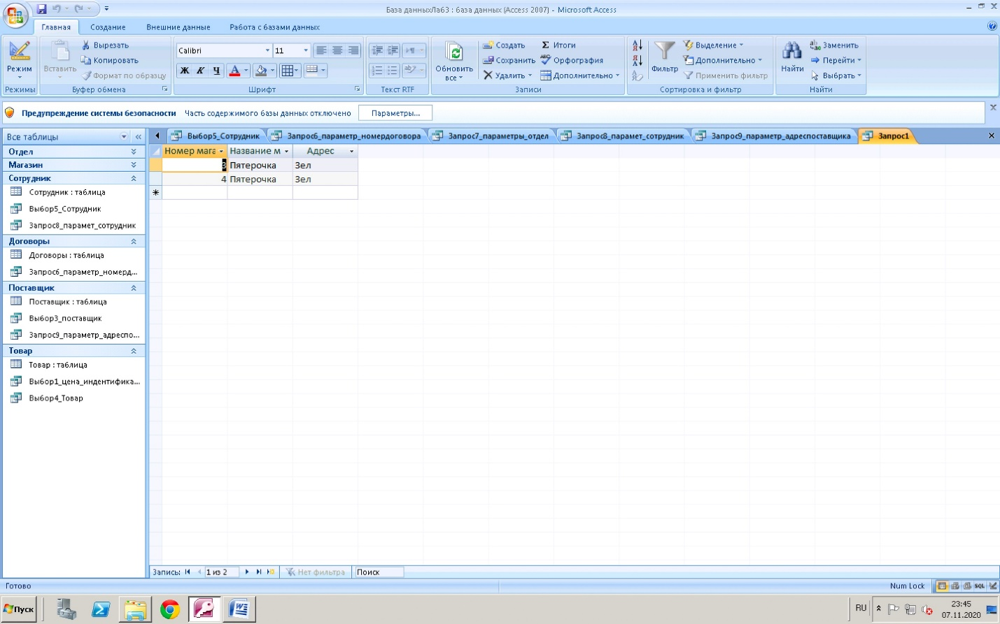 База данныхЛаб3 : база данных (Access 2007) - Microsoft Access
Главная Создание Внешние данные Работа с базами данных
Режим
Режимы
Вставить
Вырезать
Копировать
Формат по образцу
Буфер обмена
Calibri 11
Ж К Ч
Шрифт
Текст RTF
Обновить
все
Создать
Сохранить
Удалить
Итоги
Орфография
Дополнительно
Записи
Фильтр
Выделение
Дополнительно
Применить фильтр
Сортировка и фильтр
Найти
Заменить
Перейти
Выбрать
Найти
Предупреждение системы безопасности Часть содержимого базы данных отключено Параметры...
Все таблицы
Отдел
Магазин
Сотрудник
Сотрудник : таблица
Выбор5_Сотрудник
Запрос8_парамет_сотрудник
Договоры
Договоры : таблица
Запрос6_параметр_номерд...
Поставщик
Поставщик : таблица
Выбор3_поставщик
Запрос9_параметр_адреспо...
Товар
Товар : таблица
Выбор1_цена_индентифика...
Выбор4_Товар
Выбор5_Сотрудник Запрос6_параметр_номердоговора Запрос7_параметры_отдел Запрос8_парамет_сотрудник Запрос9_параметр_адреспоставщика Запрос1
Номер мага Название м Адрес
3 Пятерочка Зел
4 Пятерочка Зел
Запись: 1 из 2 Нет фильтра Поиск
Готово Num Lock SQL
Пуск RU 23:45
07.11.2020